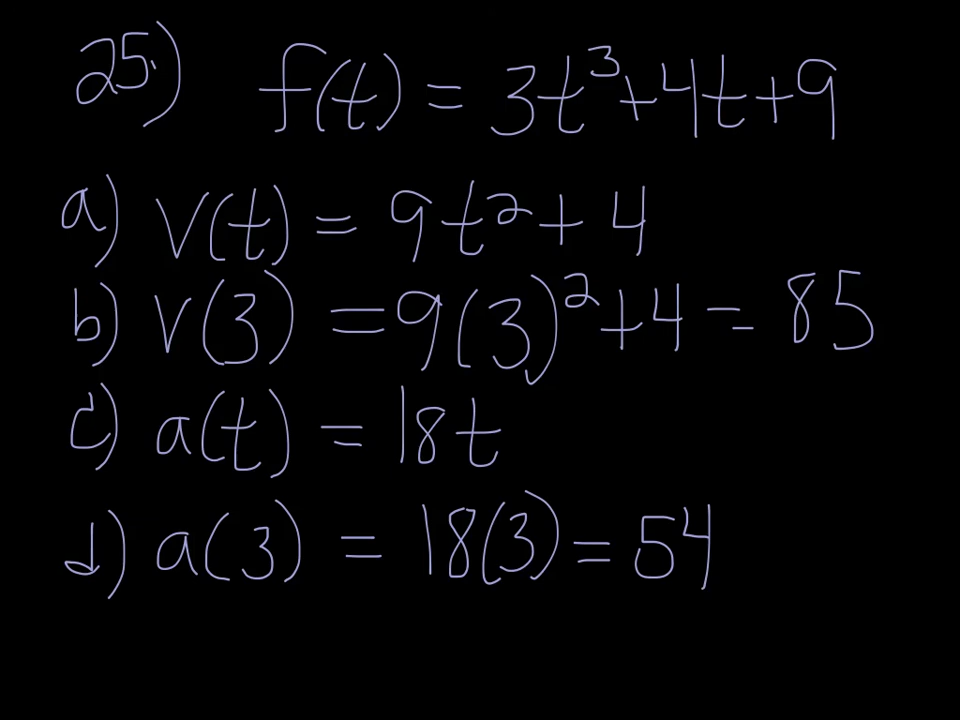 25.) f(t) = 3t³+4t+9
a) v(t) = 9t²+4
b) v(3) = 9(3)²+4 = 85
c) a(t) = 18t
d) a(3) = 18(3) = 54